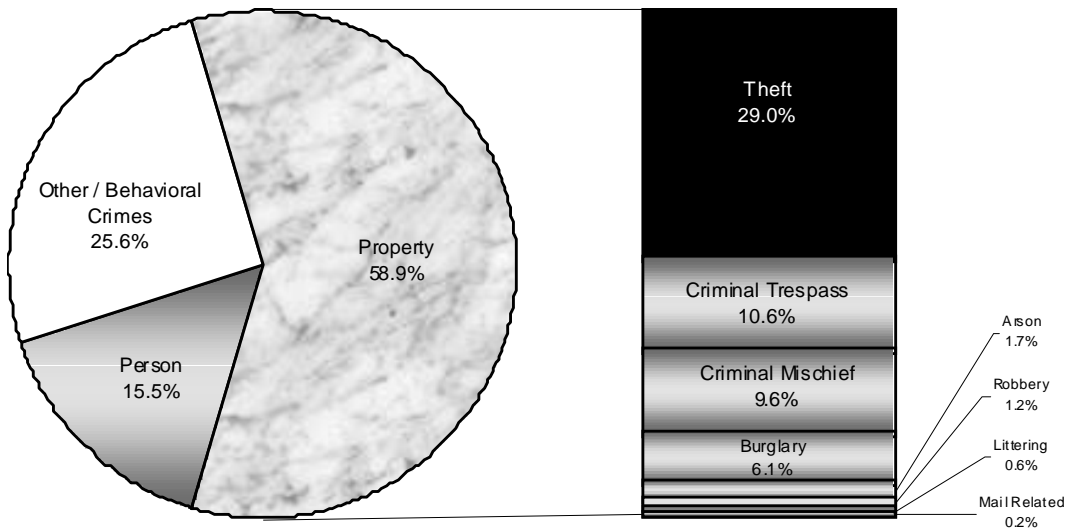 Other / Behavioral
Crimes
25.6%
Property
58.9%
Person
15.5%
Theft
29.0%
Criminal Trespass
10.6%
Criminal Mischief
9.6%
Burglary
6.1%
Arson
1.7%
Robbery
1.2%
Littering
0.6%
Mail Related
0.2%